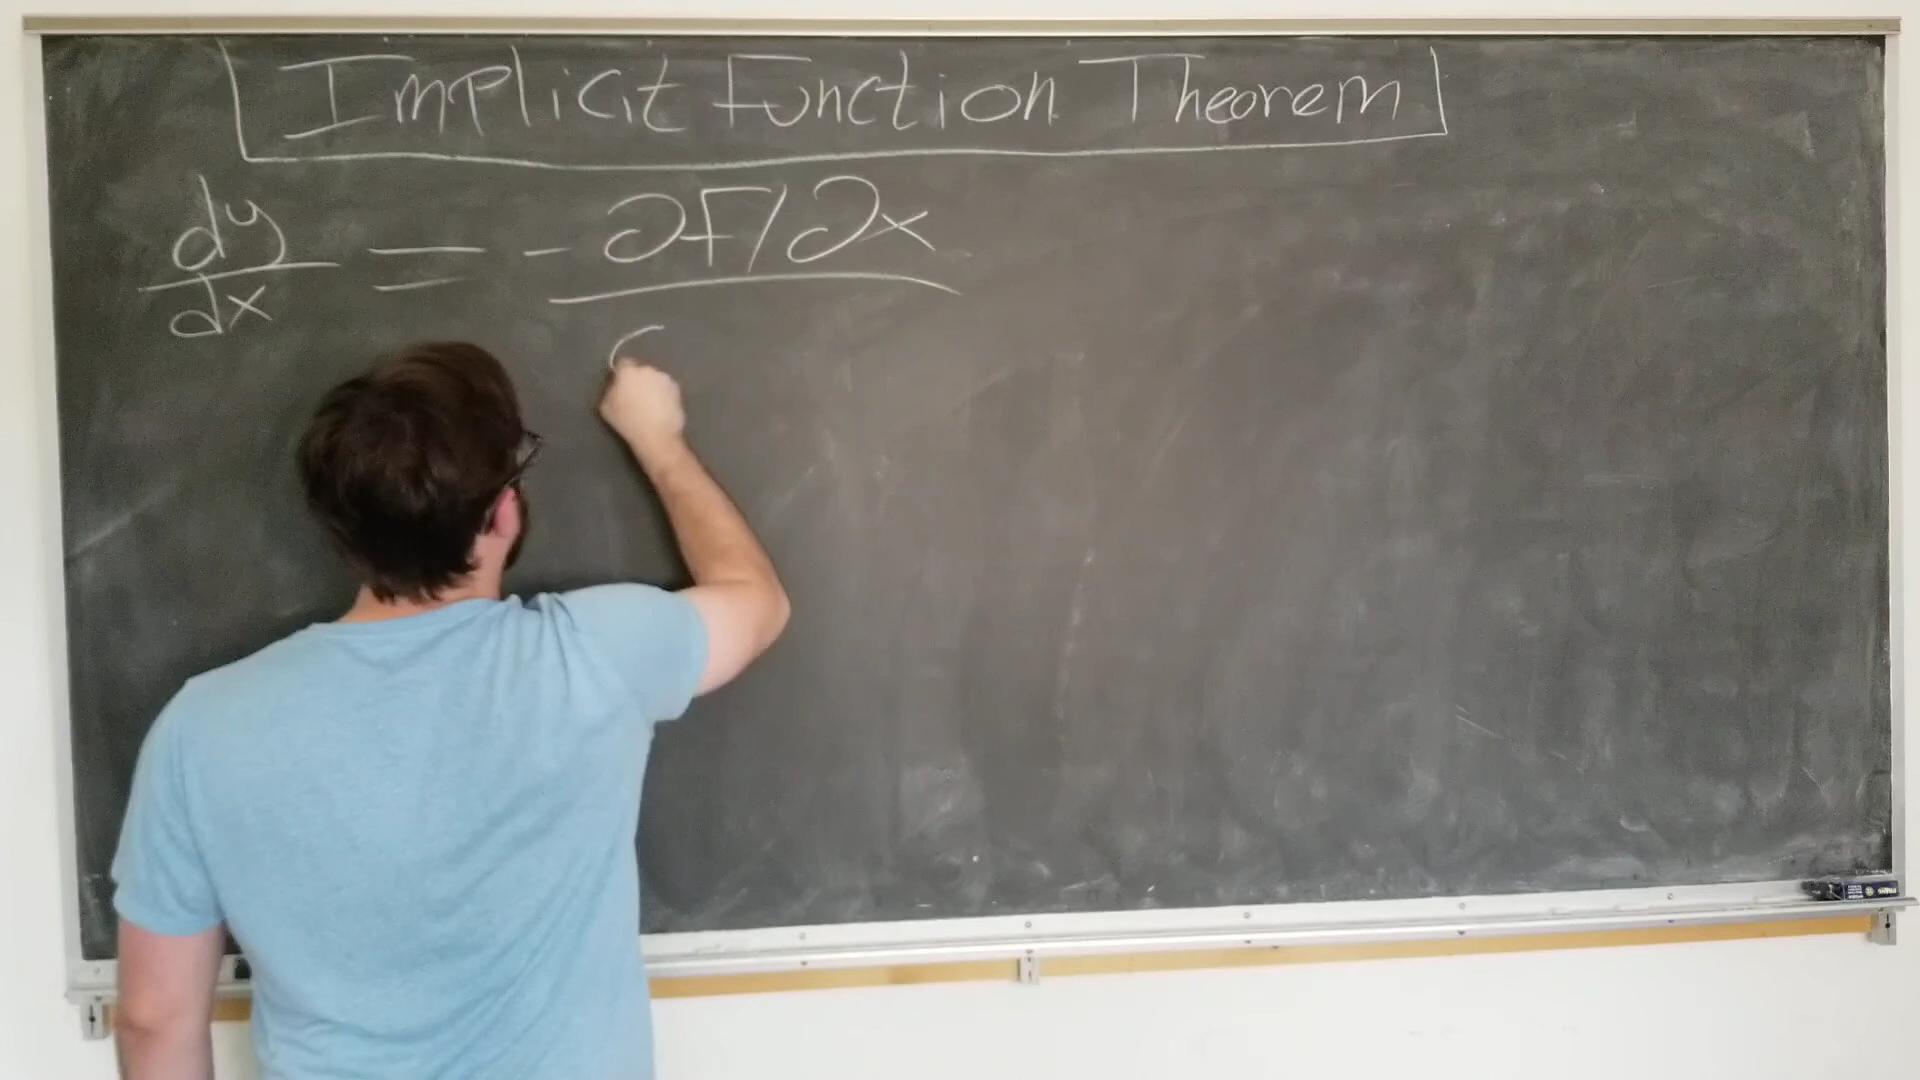 Implicit Function Theorem
dy/dx = - ∂F/∂x